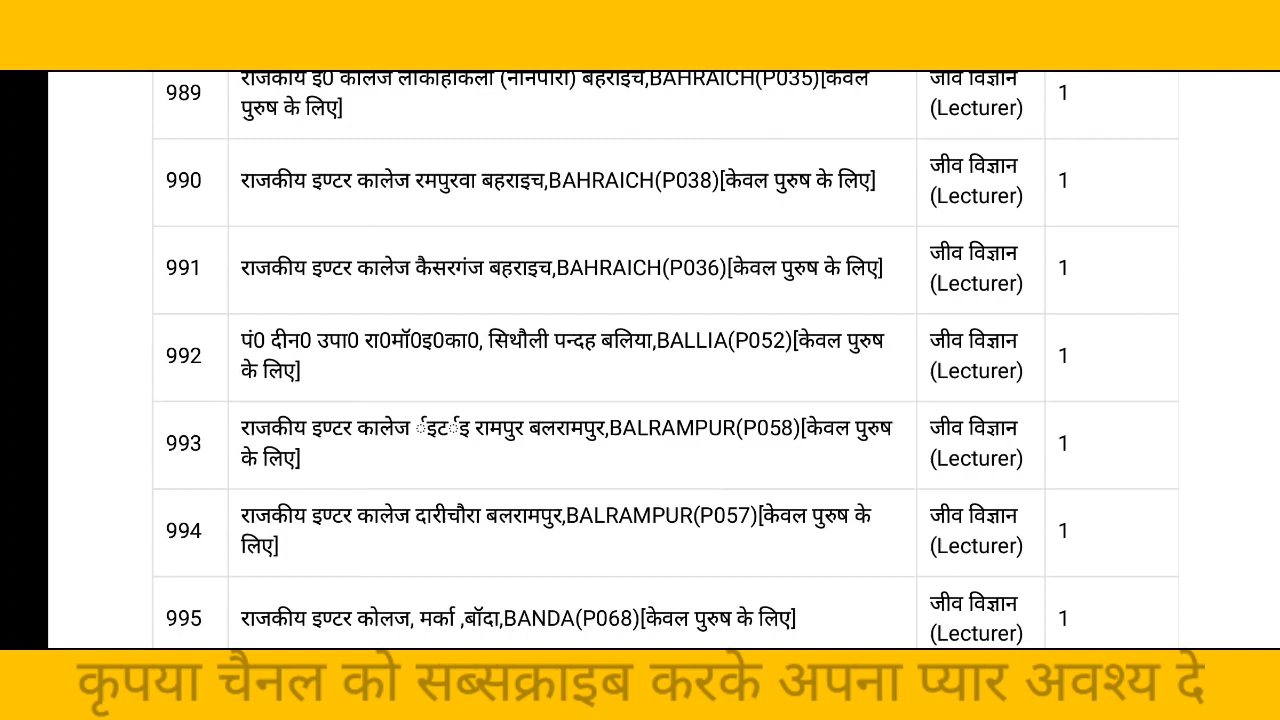 989
राजकीय इ0 कालेज लौकाहीकला (नानपारा) बहराइच,BAHRAICH(P035)[केवल
पुरुष के लिए]
जीव विज्ञान
(Lecturer)
1
990
राजकीय इण्टर कालेज रमपुरवा बहराइच,BAHRAICH(P038)[केवल पुरुष के लिए]
जीव विज्ञान
(Lecturer)
1
991
राजकीय इण्टर कालेज कैसरगंज बहराइच,BAHRAICH(P036)[केवल पुरुष के लिए]
जीव विज्ञान
(Lecturer)
1
992
पं0 दीन0 उपा0 रा0मॉ0इ0का0, सिथौली पन्दह बलिया,BALLIA(P052)[केवल पुरुष
के लिए]
जीव विज्ञान
(Lecturer)
1
993
राजकीय इण्टर कालेज र्इटर्इ रामपुर बलरामपुर,BALRAMPUR(P058)[केवल पुरुष
के लिए]
जीव विज्ञान
(Lecturer)
1
994
राजकीय इण्टर कालेज दारीचौरा बलरामपुर,BALRAMPUR(P057)[केवल पुरुष के
लिए]
जीव विज्ञान
(Lecturer)
1
995
राजकीय इण्टर कोलज, मर्का ,बॉदा,BANDA(P068)[केवल पुरुष के लिए]
जीव विज्ञान
(Lecturer)
1
कृपया चैनल को सब्सक्राइब करके अपना प्यार अवश्य दे